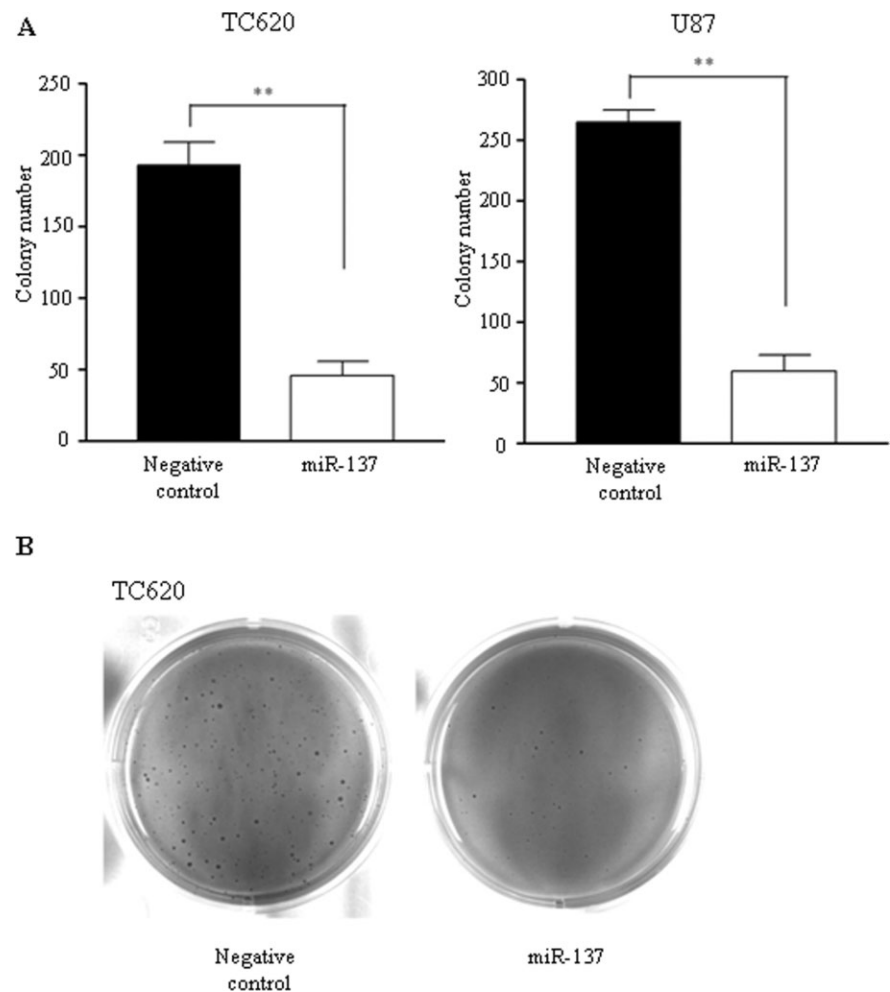 A
TC620
U87
**
**
Colony number
250
200
150
100
50
0
Negative
control
miR-137
Colony number
300
250
200
150
100
50
0
Negative
control
miR-137
B
TC620
Negative
control
miR-137